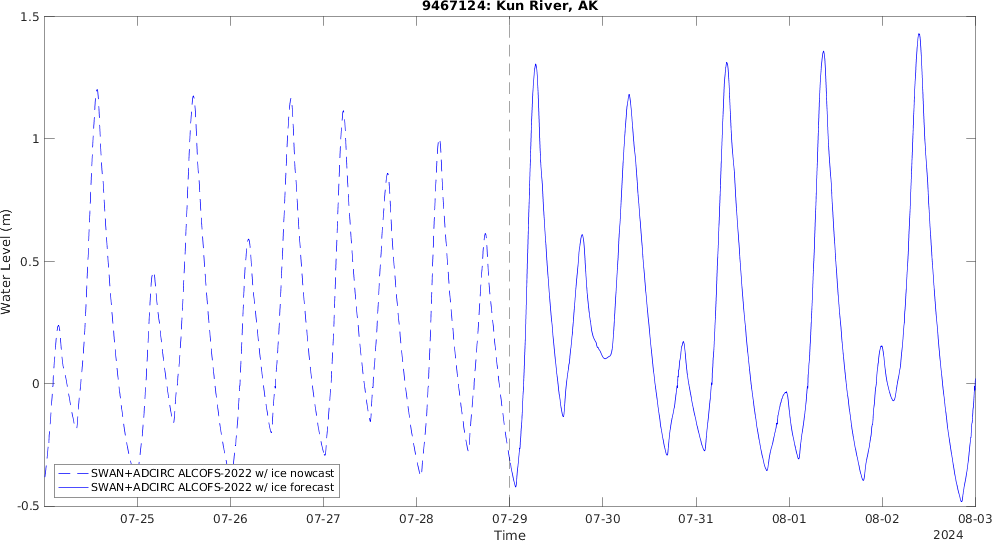 9467124: Kun River, AK
1.5
1
0.5
0
-0.5
Water Level (m)
SWAN+ADCIRC ALCOFS-2022 w/ ice nowcast
SWAN+ADCIRC ALCOFS-2022 w/ ice forecast
07-25 07-26 07-27 07-28 07-29 07-30 07-31 08-01 08-02 08-03
Time
2024